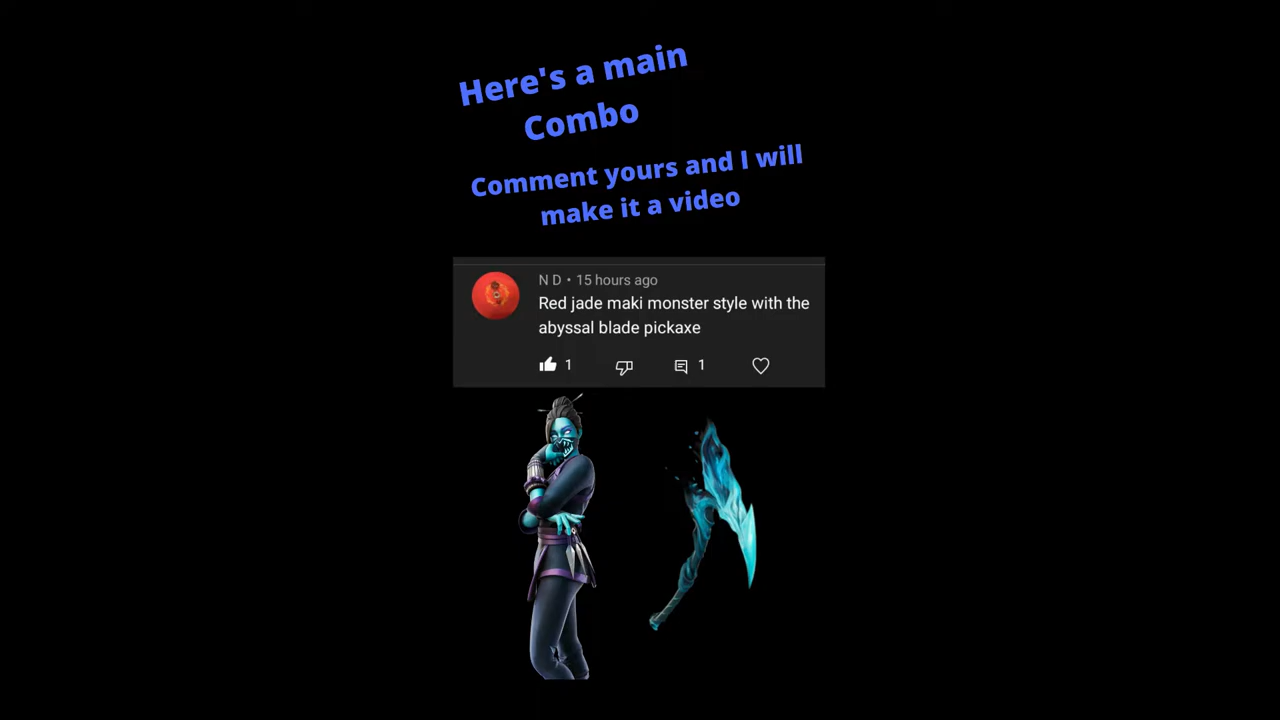 Here's a main
Combo
Comment yours and I will
make it a video
N D • 15 hours ago
Red jade maki monster style with the
abyssal blade pickaxe
1
1